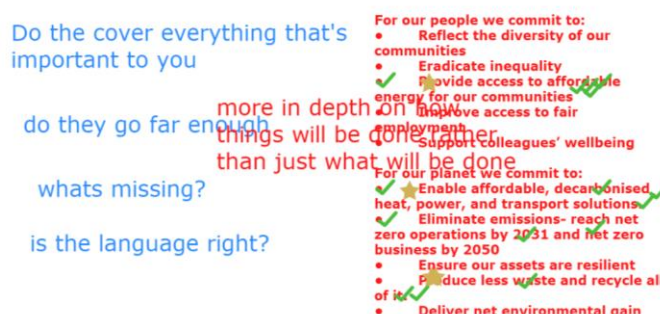 Do the cover everything that's
important to you
do they go far enough
whats missing?
is the language right?
more in depth on how
things will be done rather
than just what will be done
For our people we commit to:
• Reflect the diversity of our
communities
• Eradicate inequality
• Provide access to affordable
energy for our communities
• Improve access to fair
employment
• Support colleagues’ wellbeing
For our planet we commit to:
• Enable affordable, decarbonised
heat, power, and transport solutions
• Eliminate emissions- reach net
zero operations by 2031 and net zero
business by 2050
• Ensure our assets are resilient
• Produce less waste and recycle all
of it.
• Deliver net environmental gain